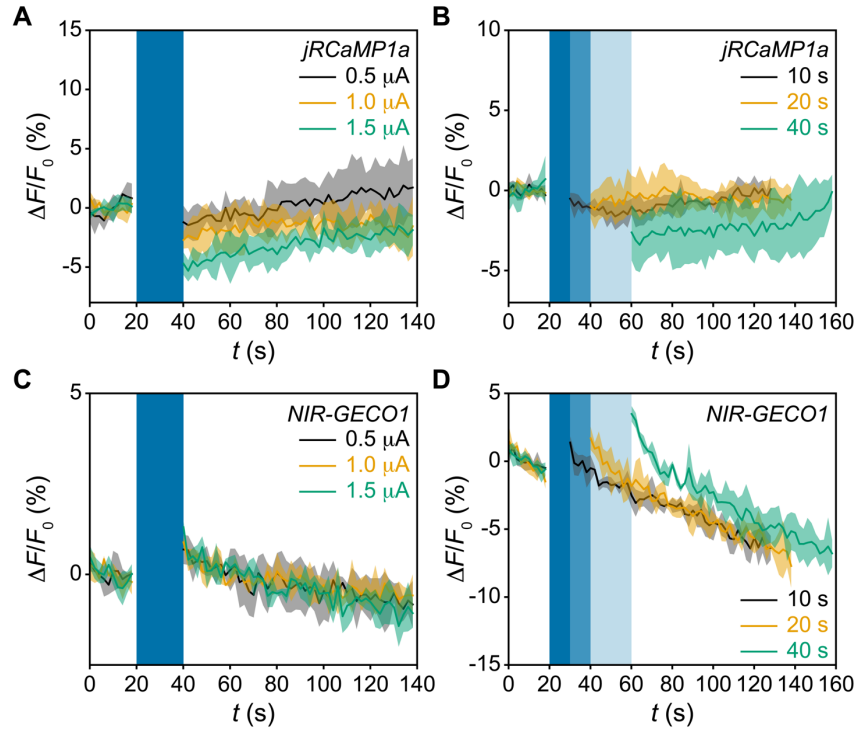 A
jRCaMP1a
0.5 μA
1.0 μA
1.5 μA
15
10
5
0
-5
ΔF/F0 (%)
0 20 40 60 80 100 120 140
t (s)
B
jRCaMP1a
10 s
20 s
40 s
10
5
0
-5
ΔF/F0 (%)
0 20 40 60 80 100 120 140 160
t (s)
C
NIR-GECO1
0.5 μA
1.0 μA
1.5 μA
5
0
ΔF/F0 (%)
0 20 40 60 80 100 120 140
t (s)
D
NIR-GECO1
5
0
-5
-10
-15
ΔF/F0 (%)
10 s
20 s
40 s
0 20 40 60 80 100 120 140 160
t (s)